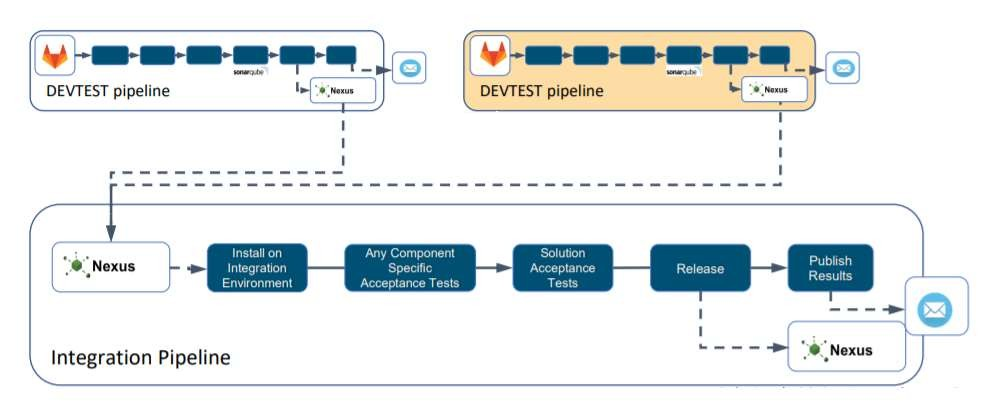 sonarqube
Nexus
DEVTEST pipeline
sonarqube
Nexus
DEVTEST pipeline
Nexus
Install on
Integration
Environment
Any Component
Specific
Acceptance Tests
Solution
Acceptance
Tests
Release
Publish
Results
Nexus
Integration Pipeline